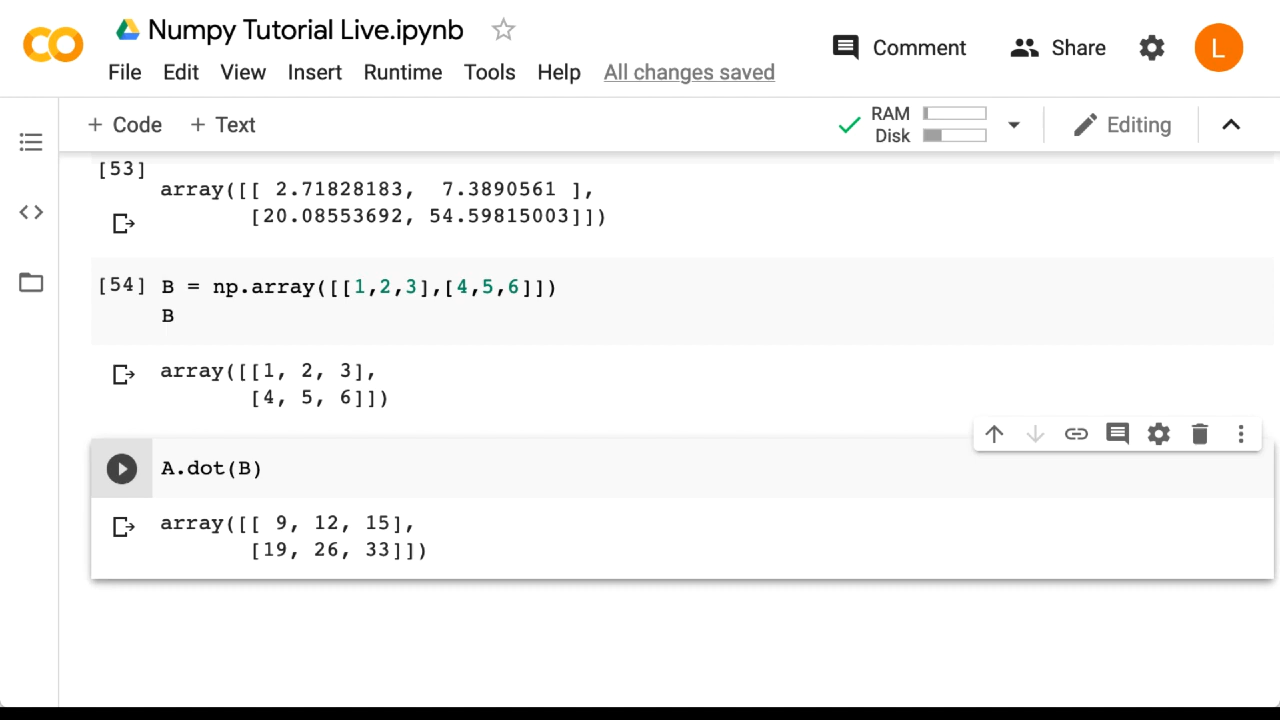 Numpy Tutorial Live.ipynb
File Edit View Insert Runtime Tools Help All changes saved
Comment Share L
+ Code + Text
RAM
Disk
Editing
[53]
array([[ 2.71828183,  7.3890561 ],
       [20.08553692, 54.59815003]])
[54] B = np.array([[1,2,3],[4,5,6]])
B
array([[1, 2, 3],
       [4, 5, 6]])
A.dot(B)
array([[ 9, 12, 15],
       [19, 26, 33]])